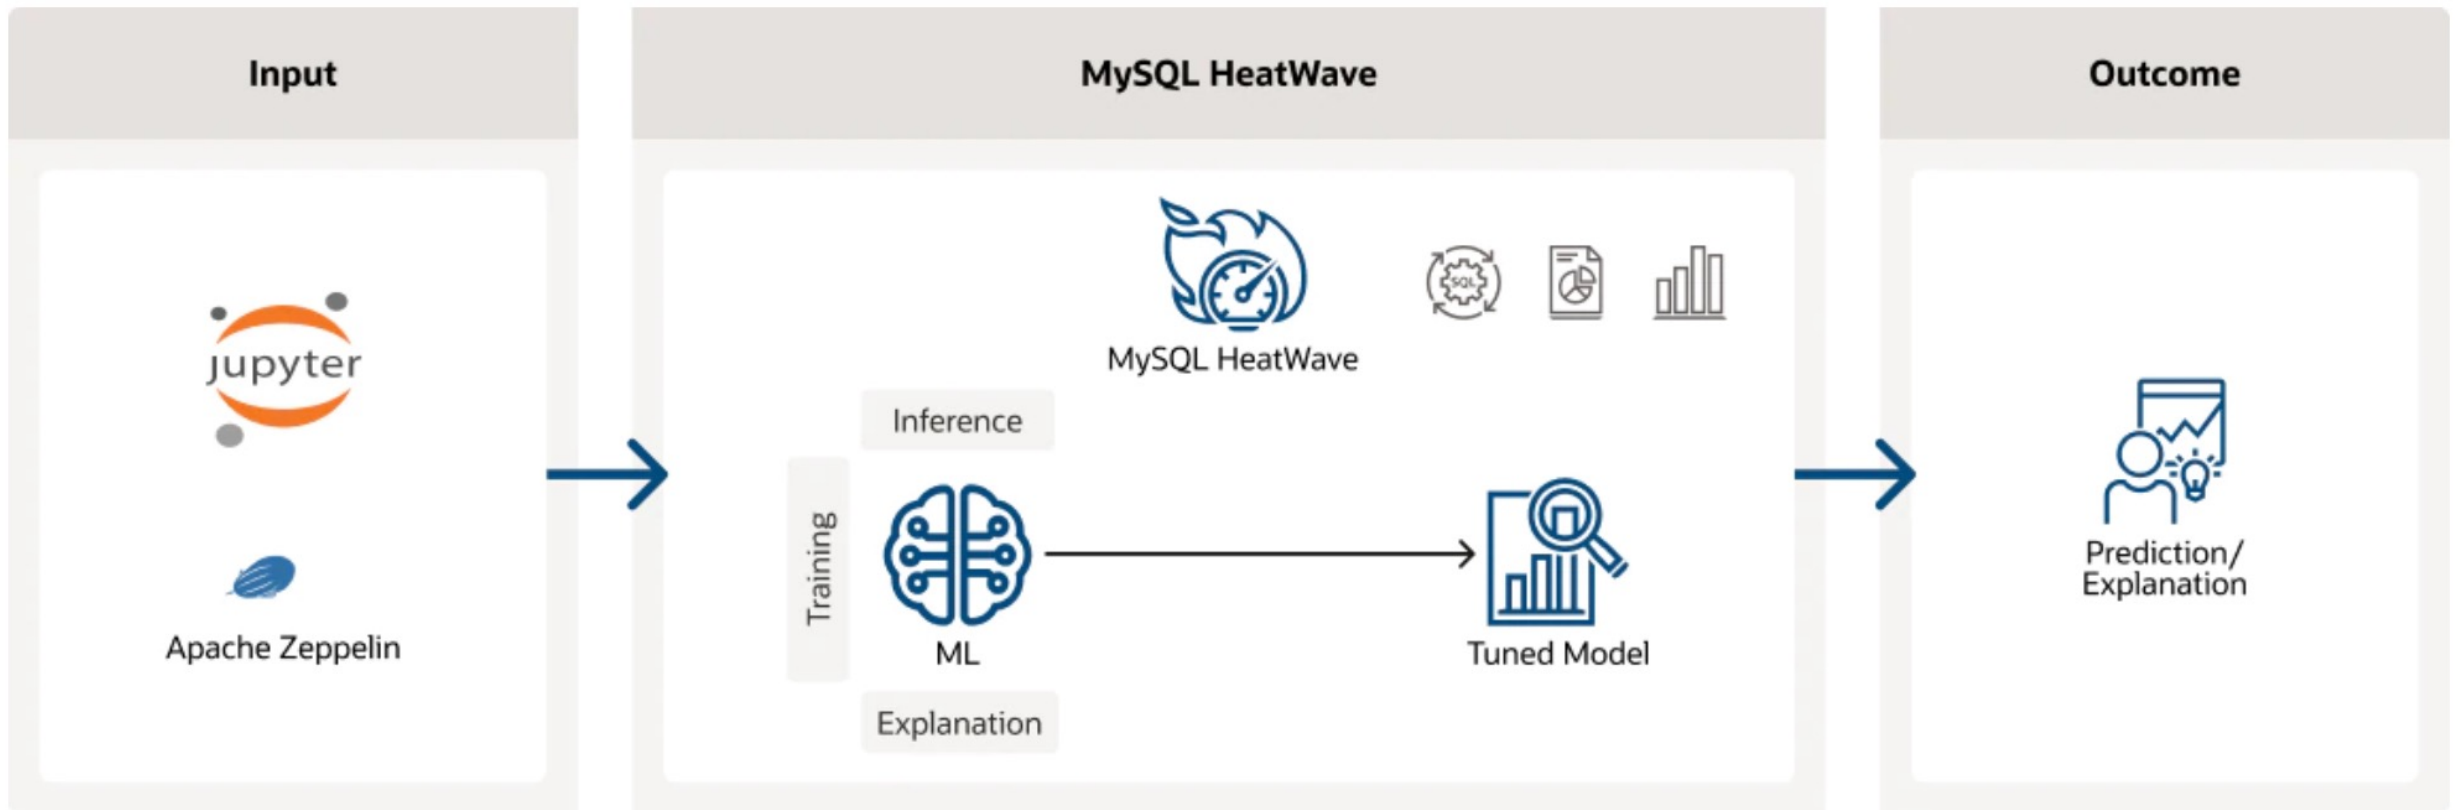 Input
MySQL HeatWave
Outcome
jupyter
Apache Zeppelin
MySQL HeatWave
SQL
Inference
Training
ML
Explanation
Tuned Model
Prediction/
Explanation